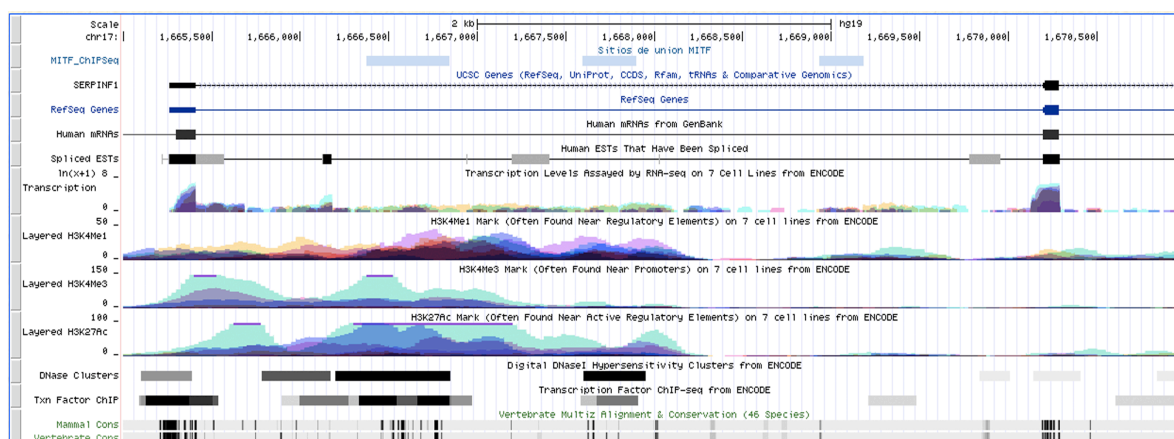 Scale 2 kb hg19
chr17: 1,665,500 1,666,000 1,666,500 1,667,000 1,667,500 1,668,000 1,668,500 1,669,000 1,669,500 1,670,000 1,670,500
Sitios de union MITF
MITF_ChIPSeq
UCSC Genes (RefSeq, UniProt, CCDS, Rfam, tRNAs & Comparative Genomics)
SERPINF1
RefSeq Genes
RefSeq Genes
Human mRNAs from GenBank
Human mRNAs
Human ESTs That Have Been Spliced
Spliced ESTs
ln(x+1) 8
Transcription Levels Assayed by RNA-seq on 7 Cell Lines from ENCODE
Transcription
0
H3K4Me1 Mark (Often Found Near Regulatory Elements) on 7 cell lines from ENCODE
50
Layered H3K4Me1
0
H3K4Me3 Mark (Often Found Near Promoters) on 7 cell lines from ENCODE
150
Layered H3K4Me3
0
H3K27Ac Mark (Often Found Near Active Regulatory Elements) on 7 cell lines from ENCODE
100
Layered H3K27Ac
0
Digital DNaseI Hypersensitivity Clusters from ENCODE
DNase Clusters
Transcription Factor ChIP-seq from ENCODE
Txn Factor ChIP
Vertebrate Multiz Alignment & Conservation (46 Species)
Mammal Cons
Vertebrate Cons